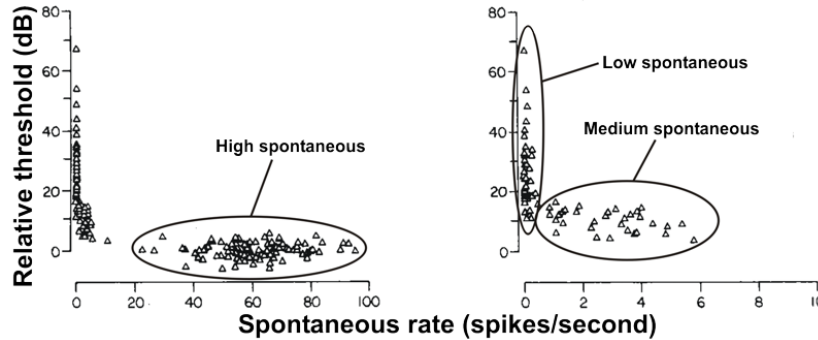 Relative threshold (dB)
80
60
40
20
0
High spontaneous
0 20 40 60 80 100
80
60
40
20
0
Low spontaneous
Medium spontaneous
0 2 4 6 8 10
Spontaneous rate (spikes/second)